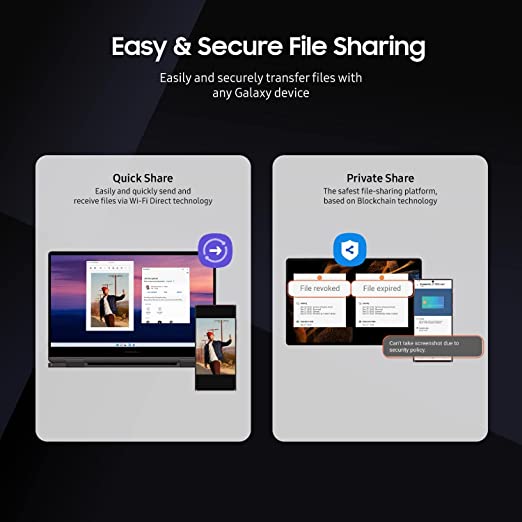 Easy & Secure File Sharing
Easily and securely transfer files with
any Galaxy device
Quick Share
Easily and quickly send and
receive files via Wi-Fi Direct technology
Private Share
The safest file-sharing platform,
based on Blockchain technology
File revoked
File expired
Can't take screenshot due to
security policy.